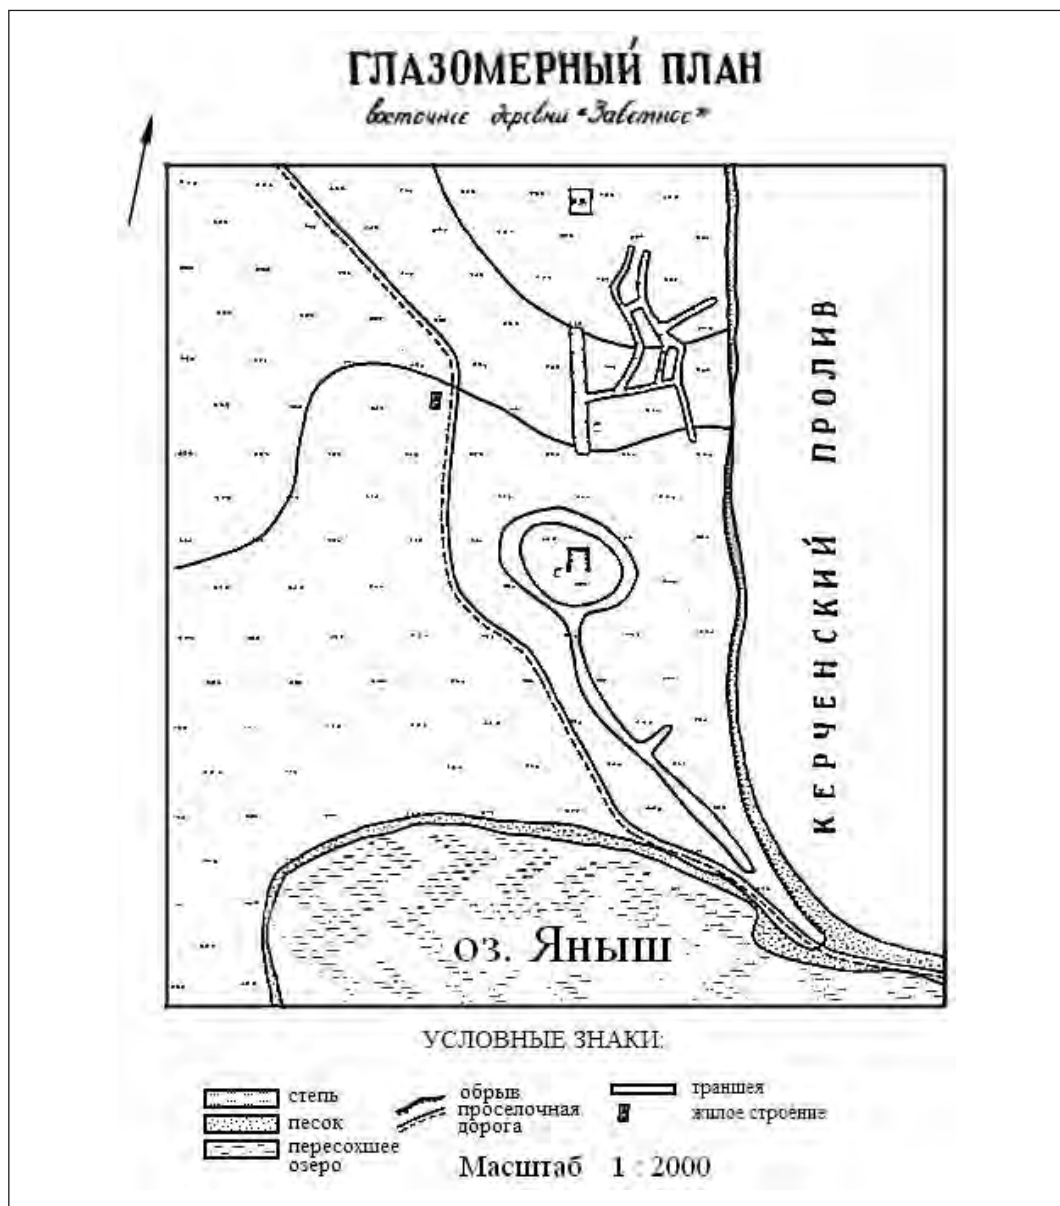 ГЛАЗОМЕРНЫЙ ПЛАН
восточнее деревни "Заветное"
КЕРЧЕНСКИЙ ПРОЛИВ
оз. Яныш
УСЛОВНЫЕ ЗНАКИ:
степь
песок
пересохшее
озеро
обрыв
проселочная
дорога
траншея
жилое строение
Масштаб 1 : 2000